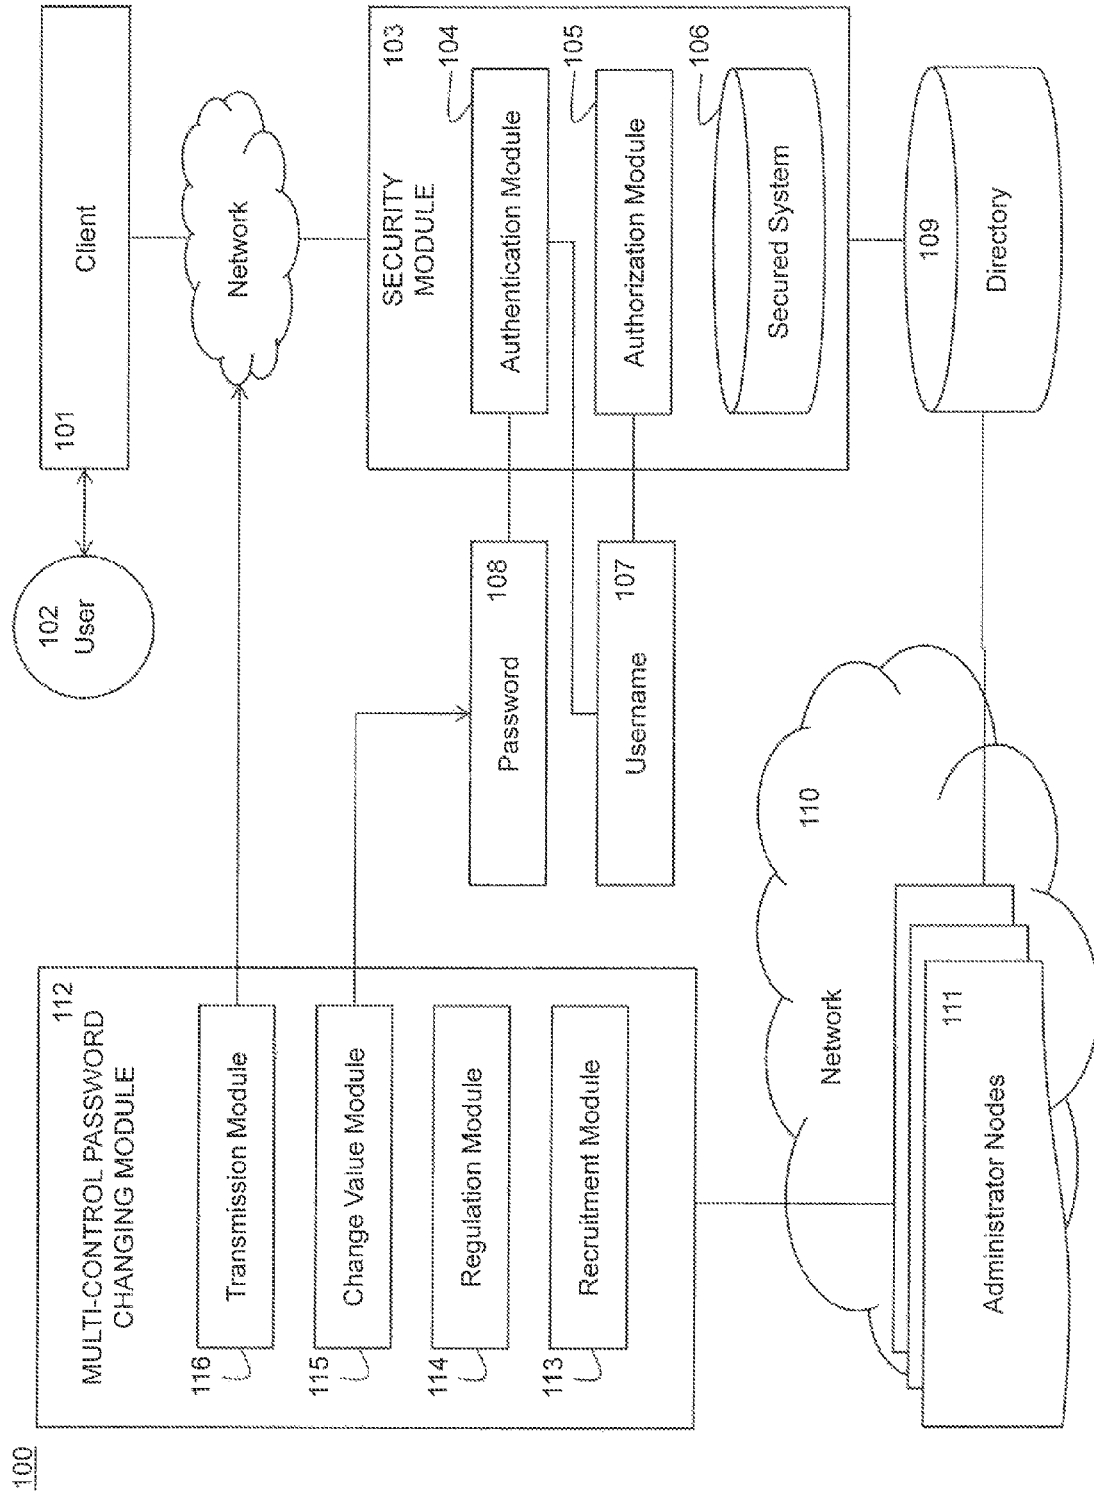 100
112
MULTI-CONTROL PASSWORD
CHANGING MODULE
116
Transmission Module
115
Change Value Module
114
Regulation Module
113
Recruitment Module
102
User
101
Client
Network
108
Password
107
Username
103
SECURITY
MODULE
104
Authentication Module
105
Authorization Module
106
Secured System
110
Network
111
Administrator Nodes
109
Directory